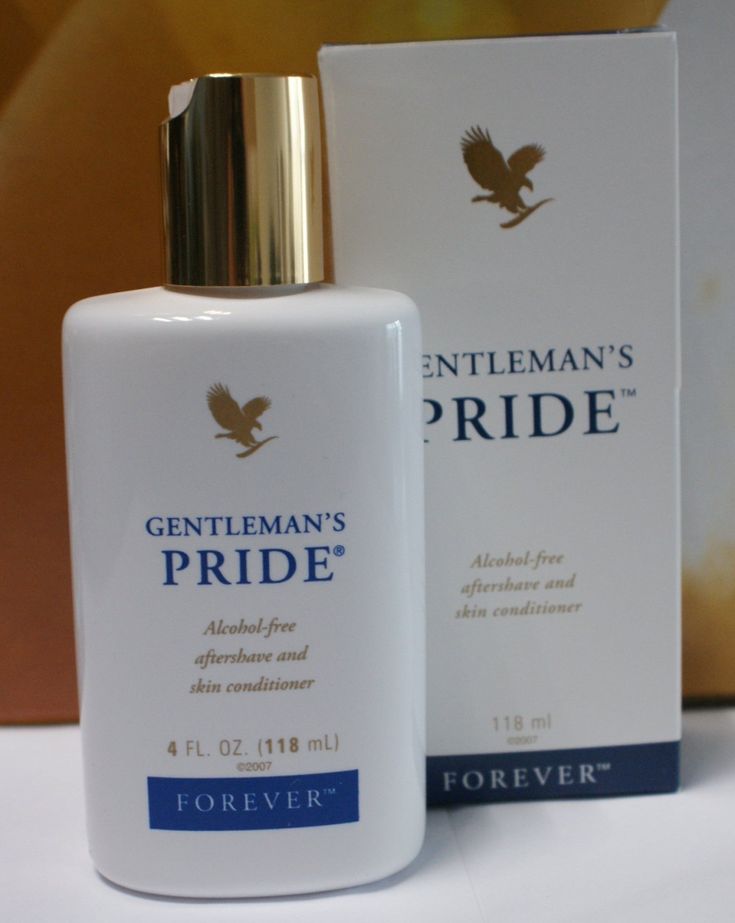 GENTLEMAN'S
PRIDE®
Alcohol-free
aftershave and
skin conditioner
4 FL. OZ. (118 mL)
©2007
FOREVER™
ENTLEMAN'S
PRIDE™
Alcohol-free
aftershave and
skin conditioner
118 ml
©2007
FOREVER™